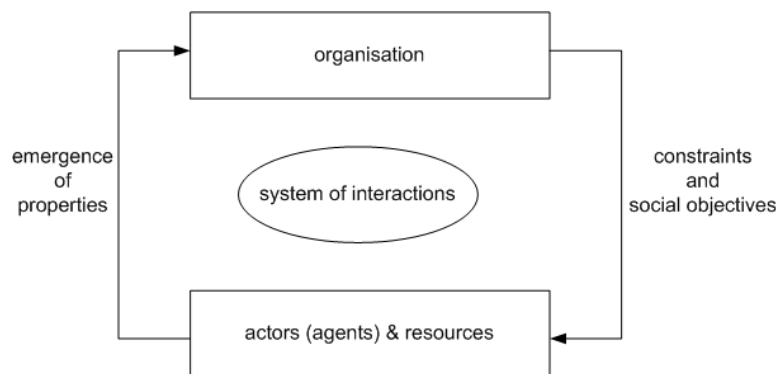 organisation
emergence
of
properties
system of interactions
constraints
and
social objectives
actors (agents) & resources